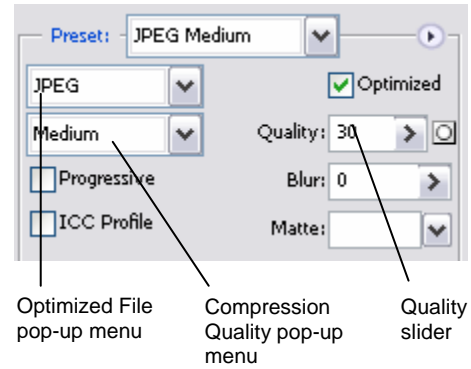 Preset: JPEG Medium
JPEG
Optimized
Medium
Quality: 30
Progressive
Blur: 0
ICC Profile
Matte:
Optimized File
pop-up menu
Compression
Quality pop-up
menu
Quality
slider